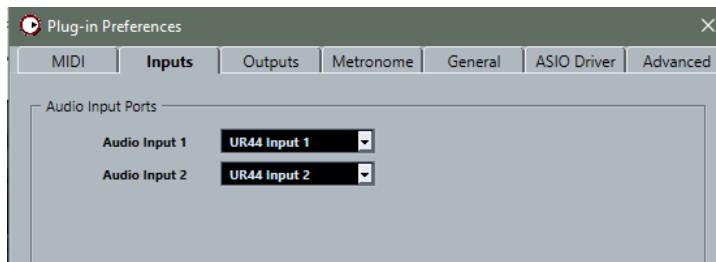 Plug-in Preferences
MIDI Inputs Outputs Metronome General ASIO Driver Advanced
Audio Input Ports
Audio Input 1 UR44 Input 1
Audio Input 2 UR44 Input 2